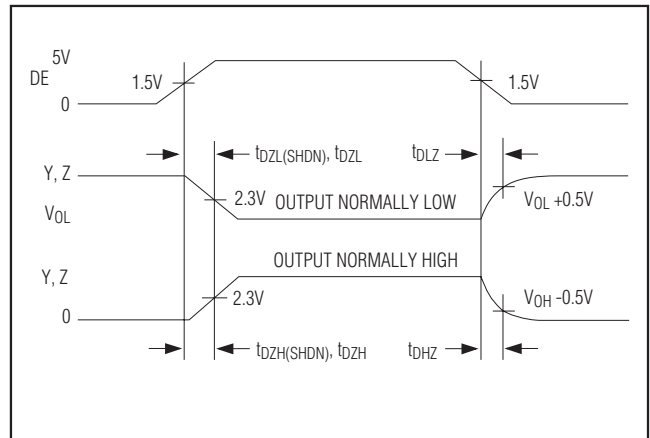 5V
DE
1.5V
1.5V
0
tDZL(SHDN), tDZL
tDLZ
Y, Z
2.3V
OUTPUT NORMALLY LOW
VOL +0.5V
VOL
OUTPUT NORMALLY HIGH
Y, Z
2.3V
VOH -0.5V
0
tDZH(SHDN), tDZH
tDHZ